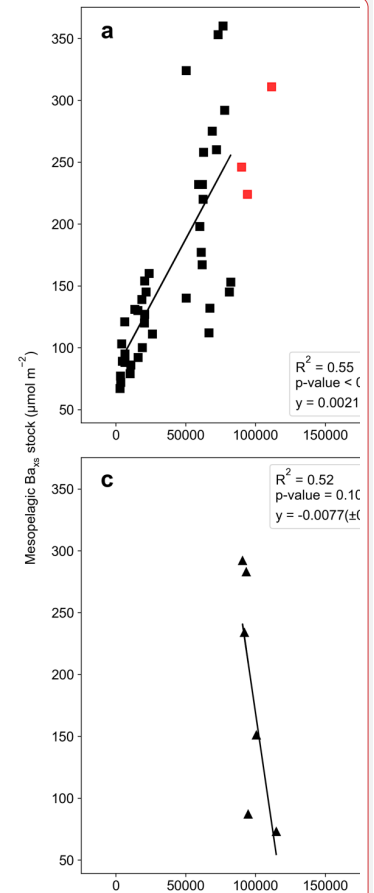 a
350
300
250
200
150
100
50
R² = 0.55
p-value < 0
y = 0.0021
0 50000 100000 150000
Mesopelagic Baₓₛ stock (µmol m⁻²)
c
350
300
250
200
150
100
50
R² = 0.52
p-value = 0.10
y = -0.0077(±0
0 50000 100000 150000